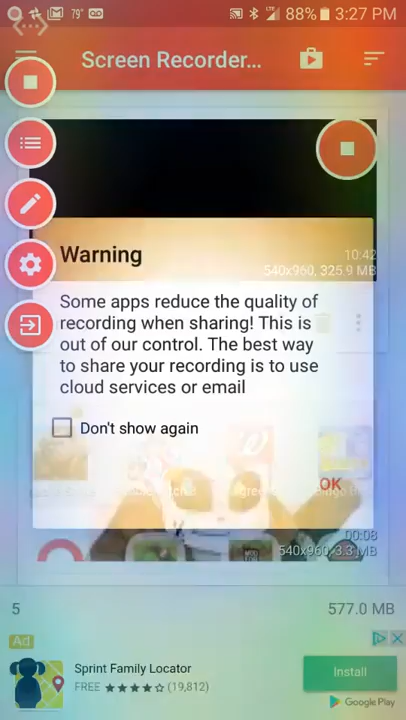 79° 88% 3:27 PM
Screen Recorder...
Warning
10:42
540x960, 325.9 MB
Some apps reduce the quality of
recording when sharing! This is
out of our control. The best way
to share your recording is to use
cloud services or email
Don't show again
OK
00:08
540x960, 3.3 MB
5 577.0 MB
Ad
Sprint Family Locator
FREE ★★★★☆ (19,812)
Install
Google Play